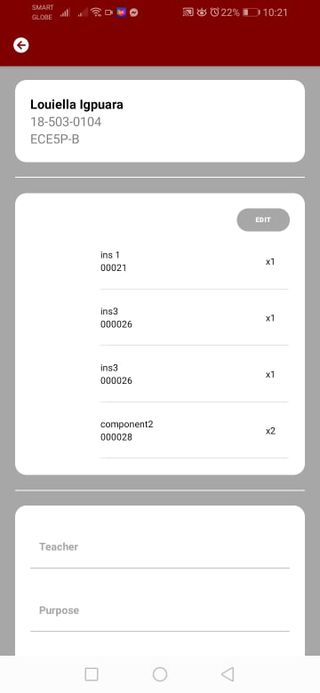 SMART
GLOBE
22%
10:21
Louiella Igpuara
18-503-0104
ECE5P-B
EDIT
ins 1
00021
x1
ins3
000026
x1
ins3
000026
x1
component2
000028
x2
Teacher
Purpose